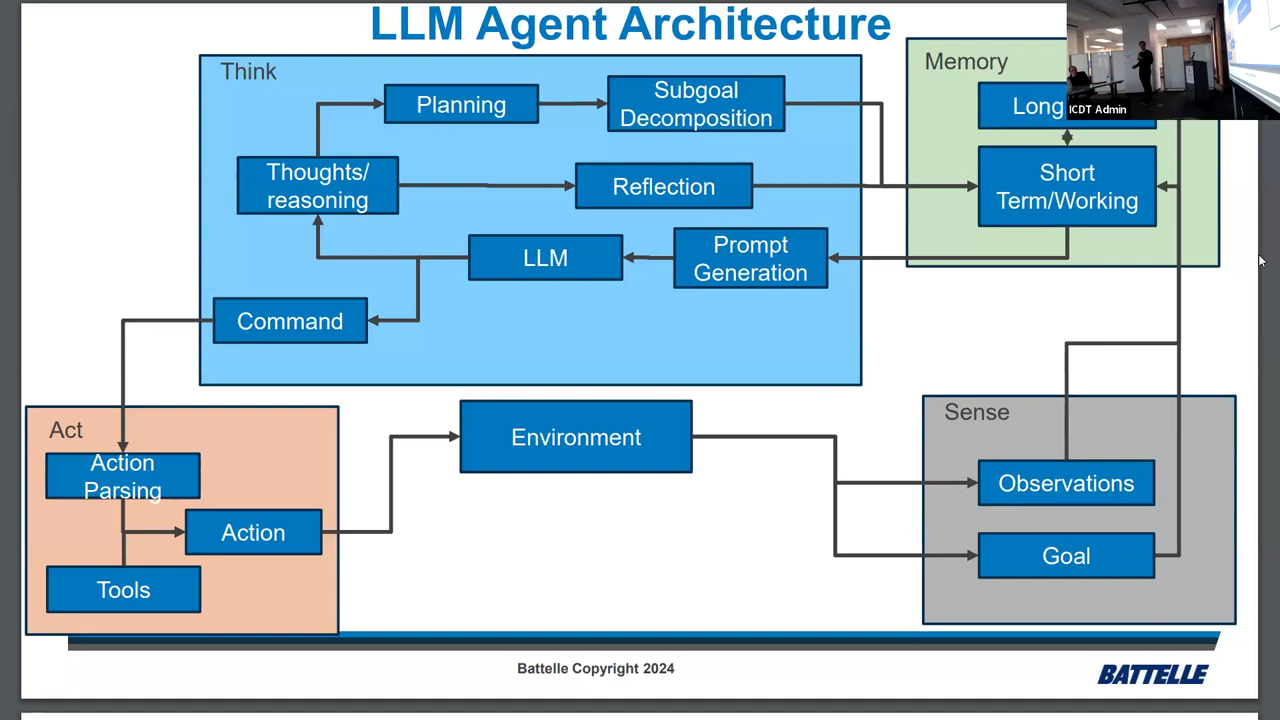 LLM Agent Architecture
Think
Planning
Subgoal
Decomposition
Thoughts/
reasoning
Reflection
LLM
Prompt
Generation
Command
Memory
Long
ICDT Admin
Short
Term/Working
Act
Action
Parsing
Action
Tools
Environment
Sense
Observations
Goal
Battelle Copyright 2024
BATTELLE